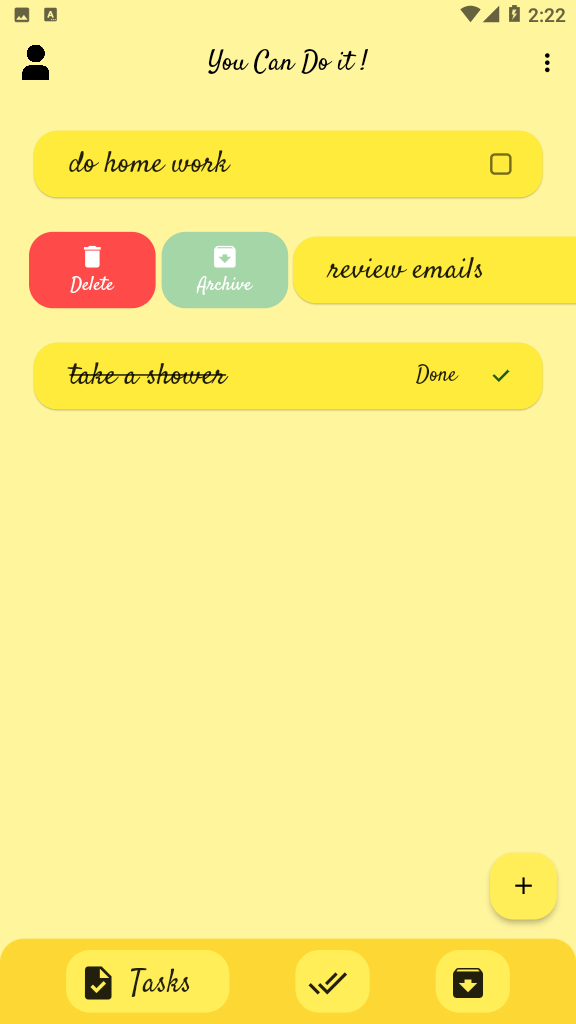 2:22
You Can Do it !
do home work
Delete
Archive
review emails
take a shower
Done
Tasks